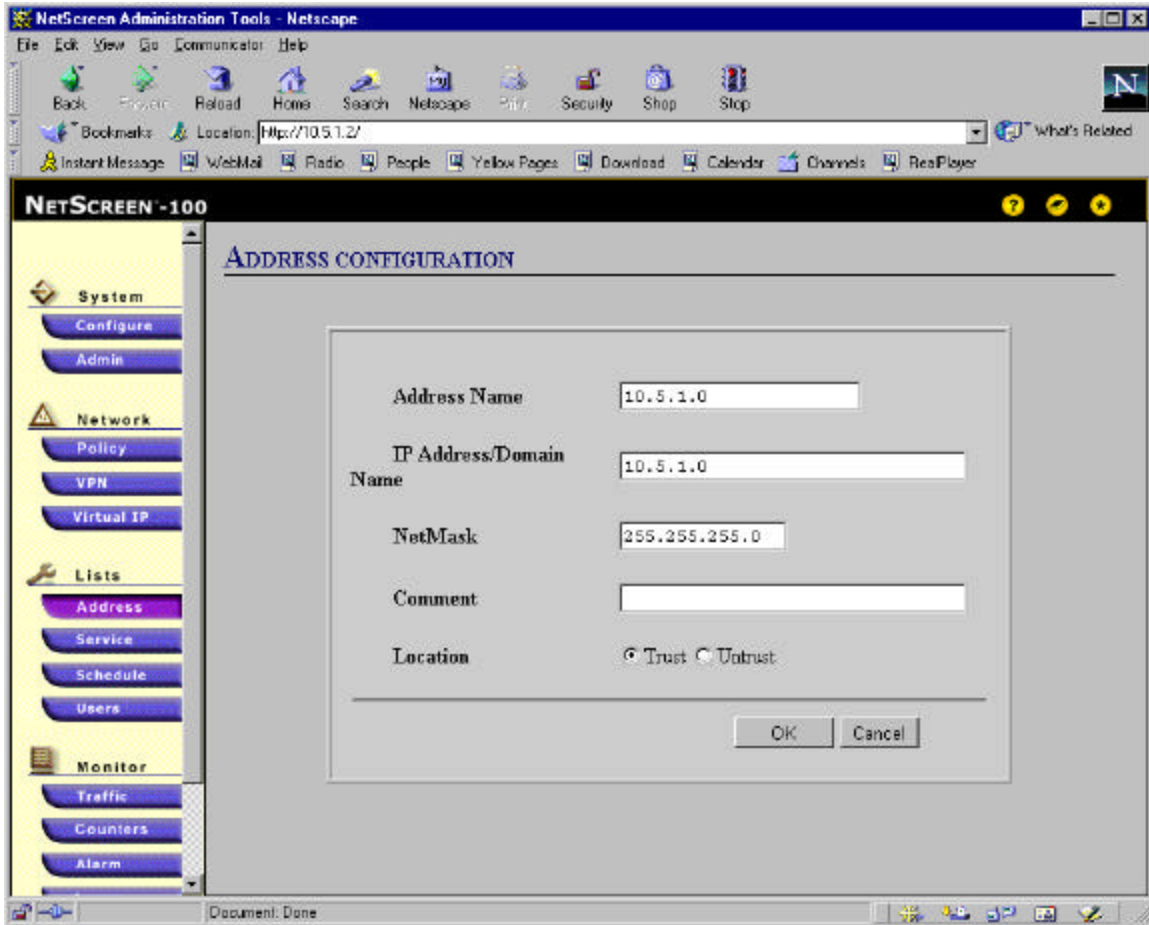 NetScreen Administration Tools - Netscape
File Edit View Go Communicator Help
Back Forward Reload Home Search Netscape Print Security Shop Stop
N
Bookmarks Location: http://10.5.1.2/ What's Related
Instant Message WebMail Radio People Yellow Pages Download Calendar Channels RealPlayer
NETSCREEN-100
?
ADDRESS CONFIGURATION
System
Configure
Admin
Network
Policy
VPN
Virtual IP
Lists
Address
Service
Schedule
Users
Monitor
Traffic
Counters
Alarm
Address Name 10.5.1.0
IP Address/Domain
Name 10.5.1.0
NetMask 255.255.255.0
Comment
Location Trust Untrust
OK Cancel
Document: Done